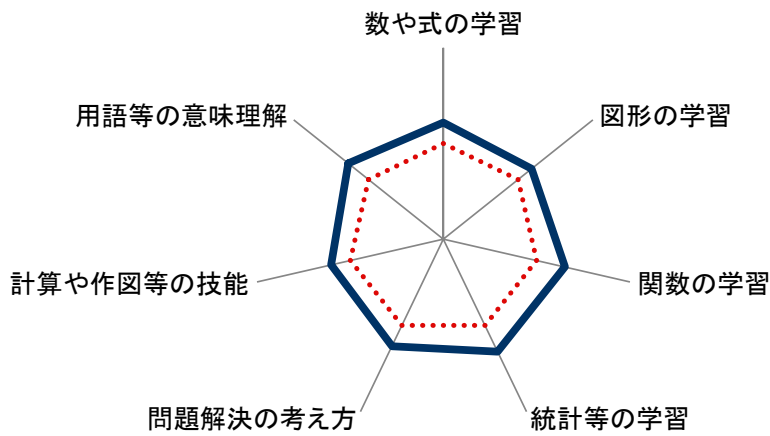 数や式の学習
用語等の意味理解
図形の学習
計算や作図等の技能
関数の学習
問題解決の考え方
統計等の学習